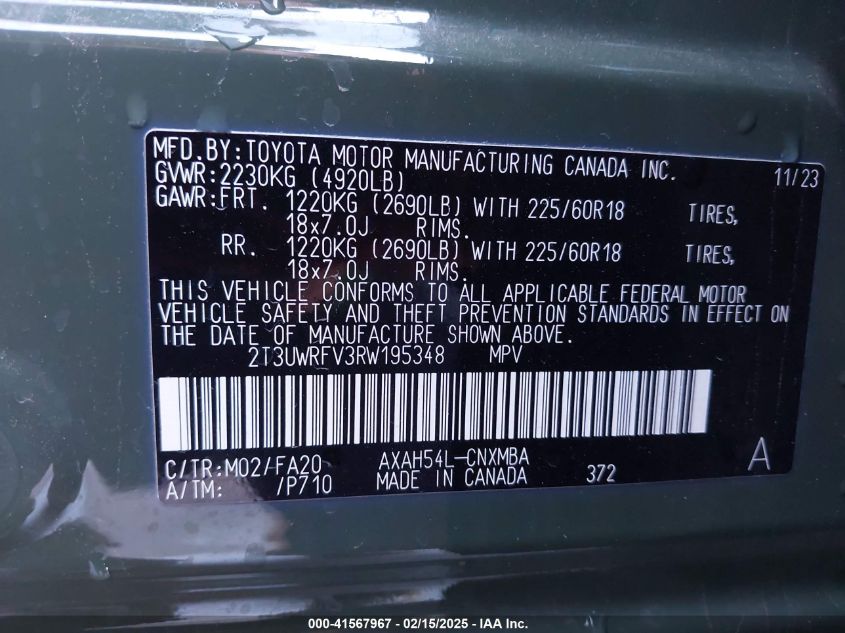 MFD.BY:TOYOTA MOTOR MANUFACTURING CANADA INC. 11/23
GVWR:2230KG (4920LB)
GAWR:FRT. 1220KG (2690LB) WITH 225/60R18 TIRES,
18x7.0J RIMS.
RR. 1220KG (2690LB) WITH 225/60R18 TIRES,
18x7.0J RIMS.
THIS VEHICLE CONFORMS TO ALL APPLICABLE FEDERAL MOTOR
VEHICLE SAFETY AND THEFT PREVENTION STANDARDS IN EFFECT ON
THE DATE OF MANUFACTURE SHOWN ABOVE.
2T3UWRFV3RW195348 MPV
C/TR:M02/FA20 AXAH54L-CNXMBA
A/TM: /P710 MADE IN CANADA 372 A
000-41567967 - 02/15/2025 - IAA Inc.